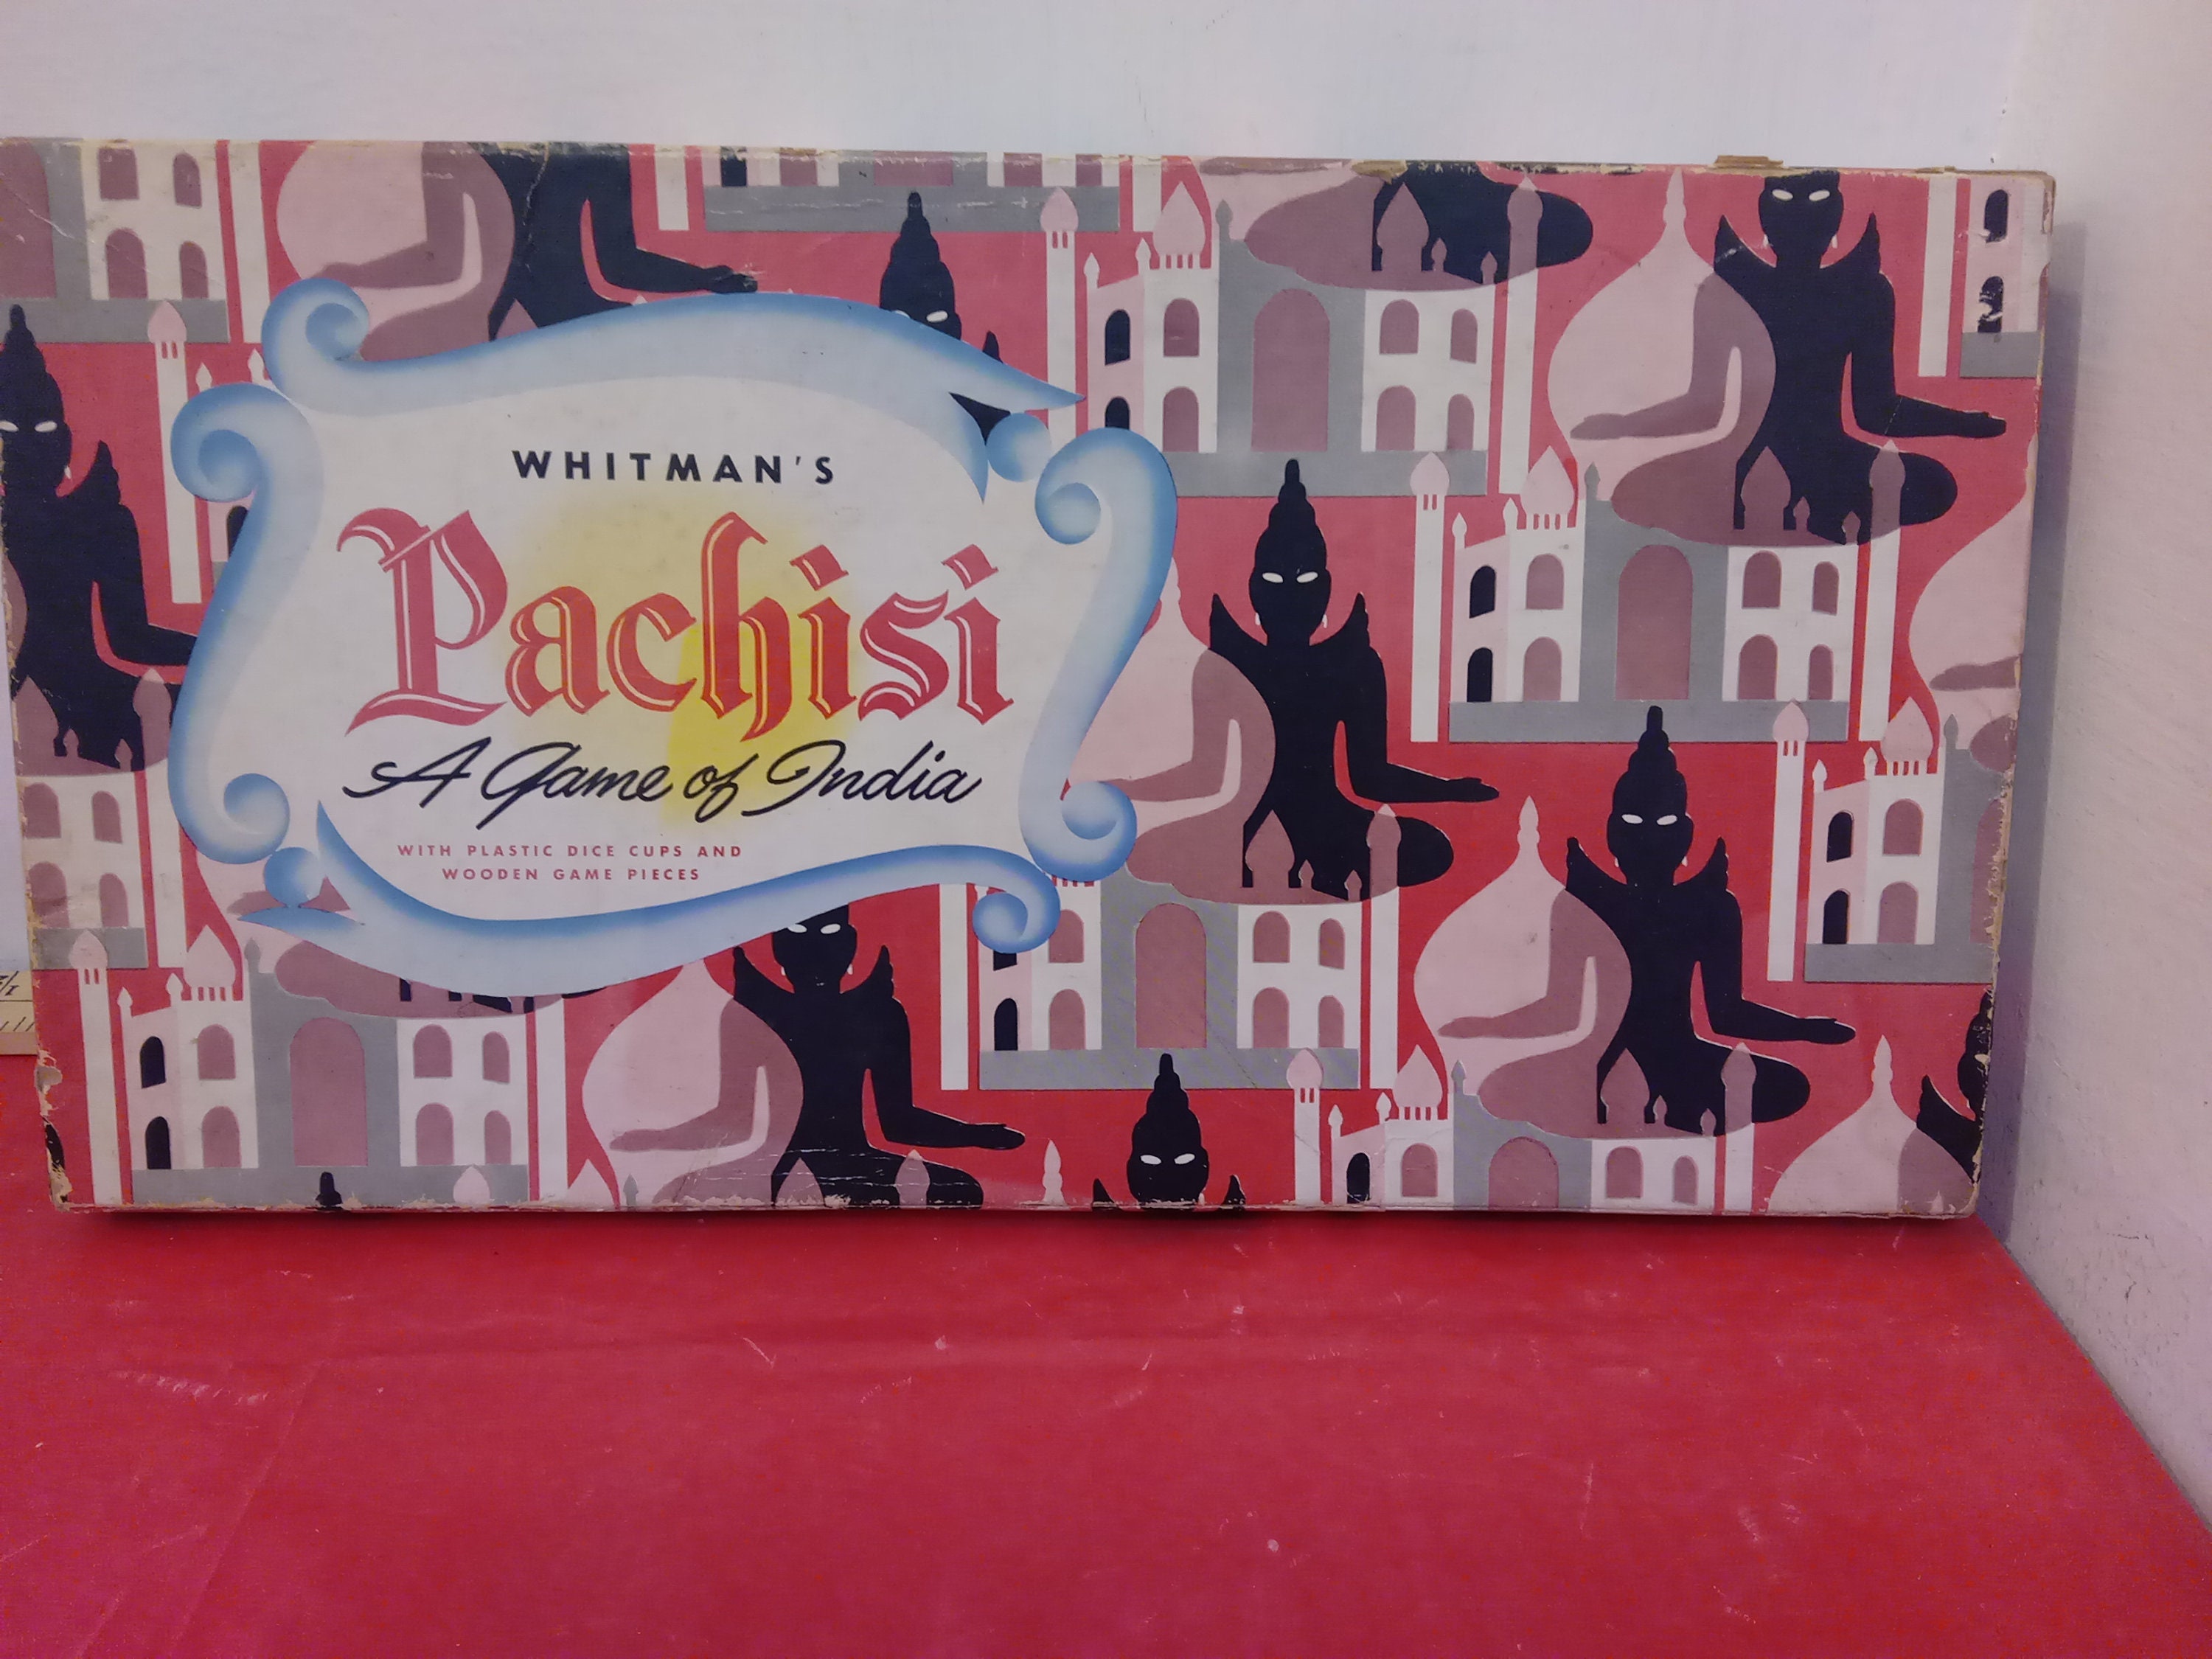 WHITMAN'S
Pachisi
A Game of India
WITH PLASTIC DICE CUPS AND
WOODEN GAME PIECES